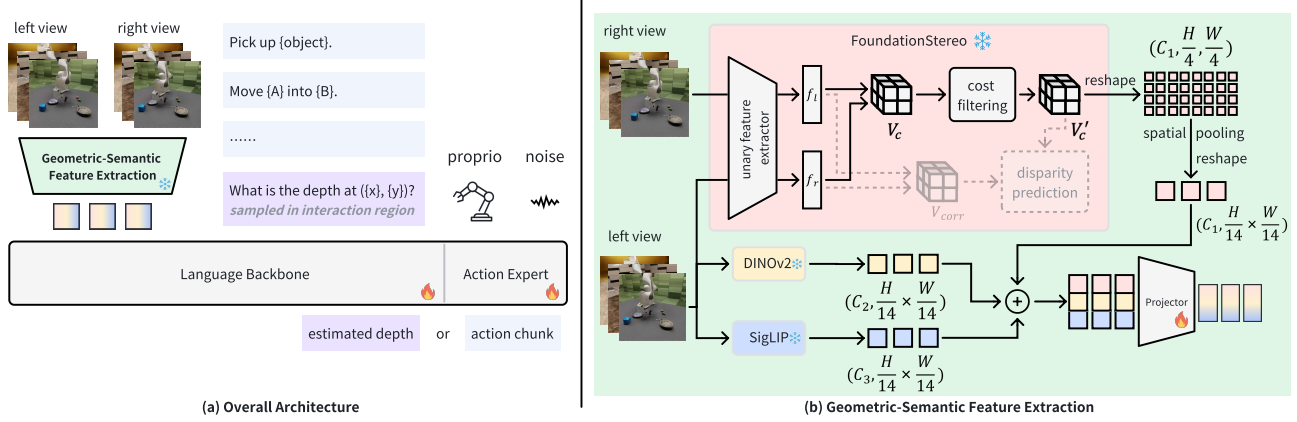 left view
right view
Pick up {object}.
Move {A} into {B}.
......
What is the depth at ({x}, {y})?
sampled in interaction region
Geometric-Semantic
Feature Extraction
proprio
noise
Language Backbone
Action Expert
estimated depth
or
action chunk
(a) Overall Architecture
right view
FoundationStereo
unary feature
extractor
f_l
f_r
V_c
cost
filtering
V_c'
reshape
(C_1, H/4, W/4)
spatial pooling
reshape
V_corr
disparity
prediction
(C_1, H/14 × W/14)
left view
DINOv2
(C_2, H/14 × W/14)
SigLIP
(C_3, H/14 × W/14)
+
Projector
(b) Geometric-Semantic Feature Extraction